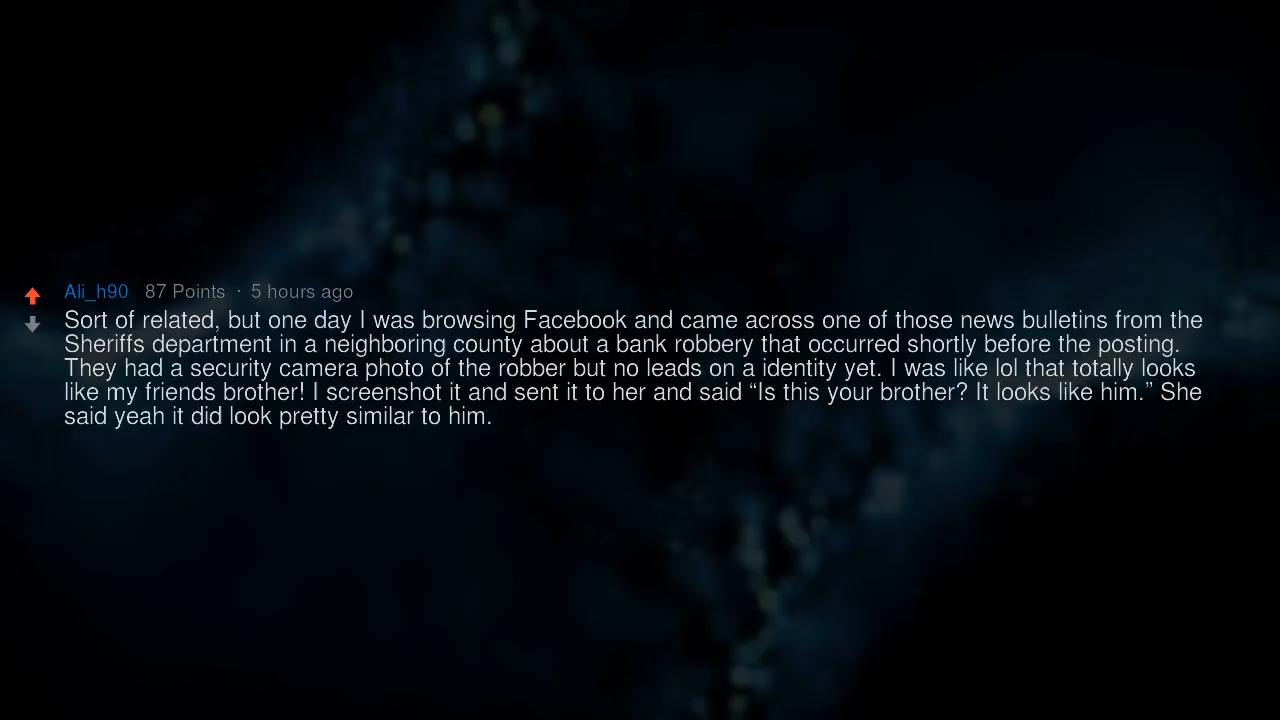 Ali_h90 87 Points · 5 hours ago
Sort of related, but one day I was browsing Facebook and came across one of those news bulletins from the
Sheriffs department in a neighboring county about a bank robbery that occurred shortly before the posting.
They had a security camera photo of the robber but no leads on a identity yet. I was like lol that totally looks
like my friends brother! I screenshot it and sent it to her and said “Is this your brother? It looks like him.” She
said yeah it did look pretty similar to him.